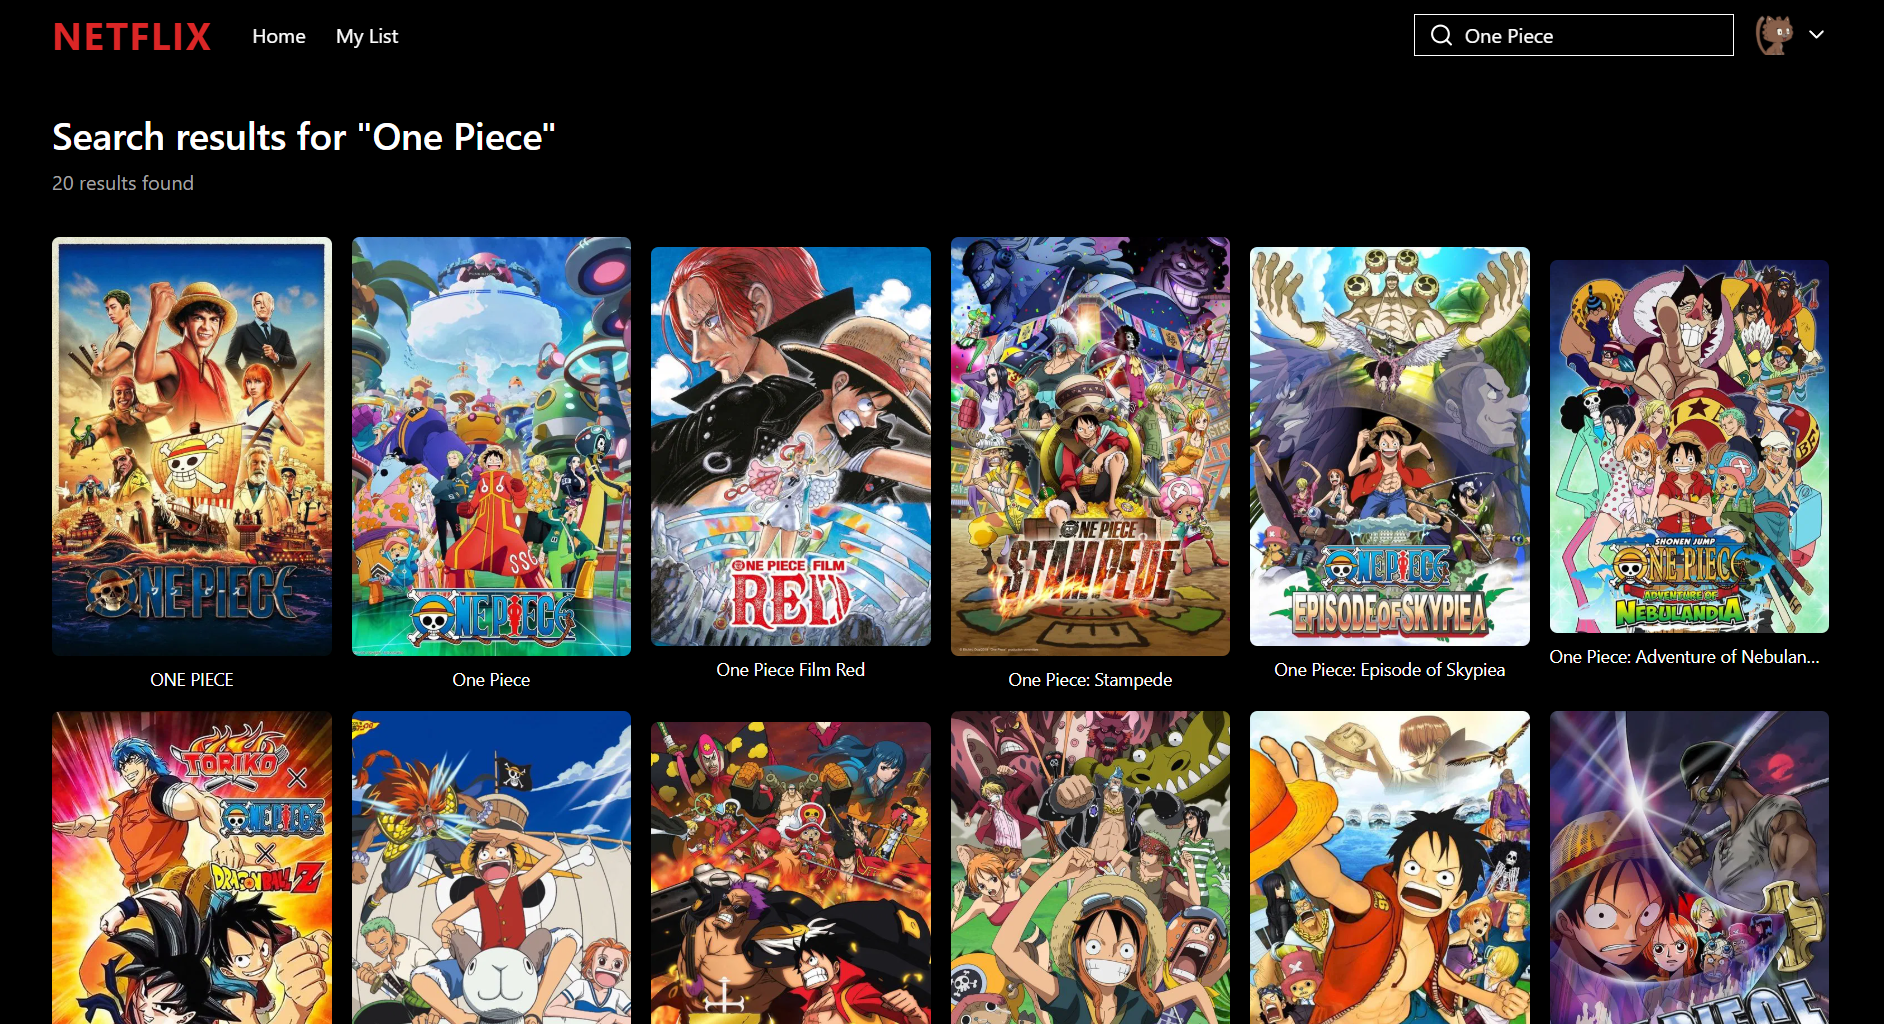 NETFLIX
Home
My List
One Piece
Search results for "One Piece"
20 results found
ONE PIECE
ONE PIECE
ONE PIECE FILM
RED
ONE PIECE
STAMPEDE
ONE PIECE
EPISODE OF SKYPIEA
SHONEN JUMP
ONE PIECE
ADVENTURE OF
NEBULANDIA
SSG
ONE PIECE
One Piece
One Piece Film Red
One Piece: Stampede
One Piece: Episode of Skypiea
One Piece: Adventure of Nebulan...
TORIKO
×
ONE PIECE
×
DRAGONBALL Z
PIECE